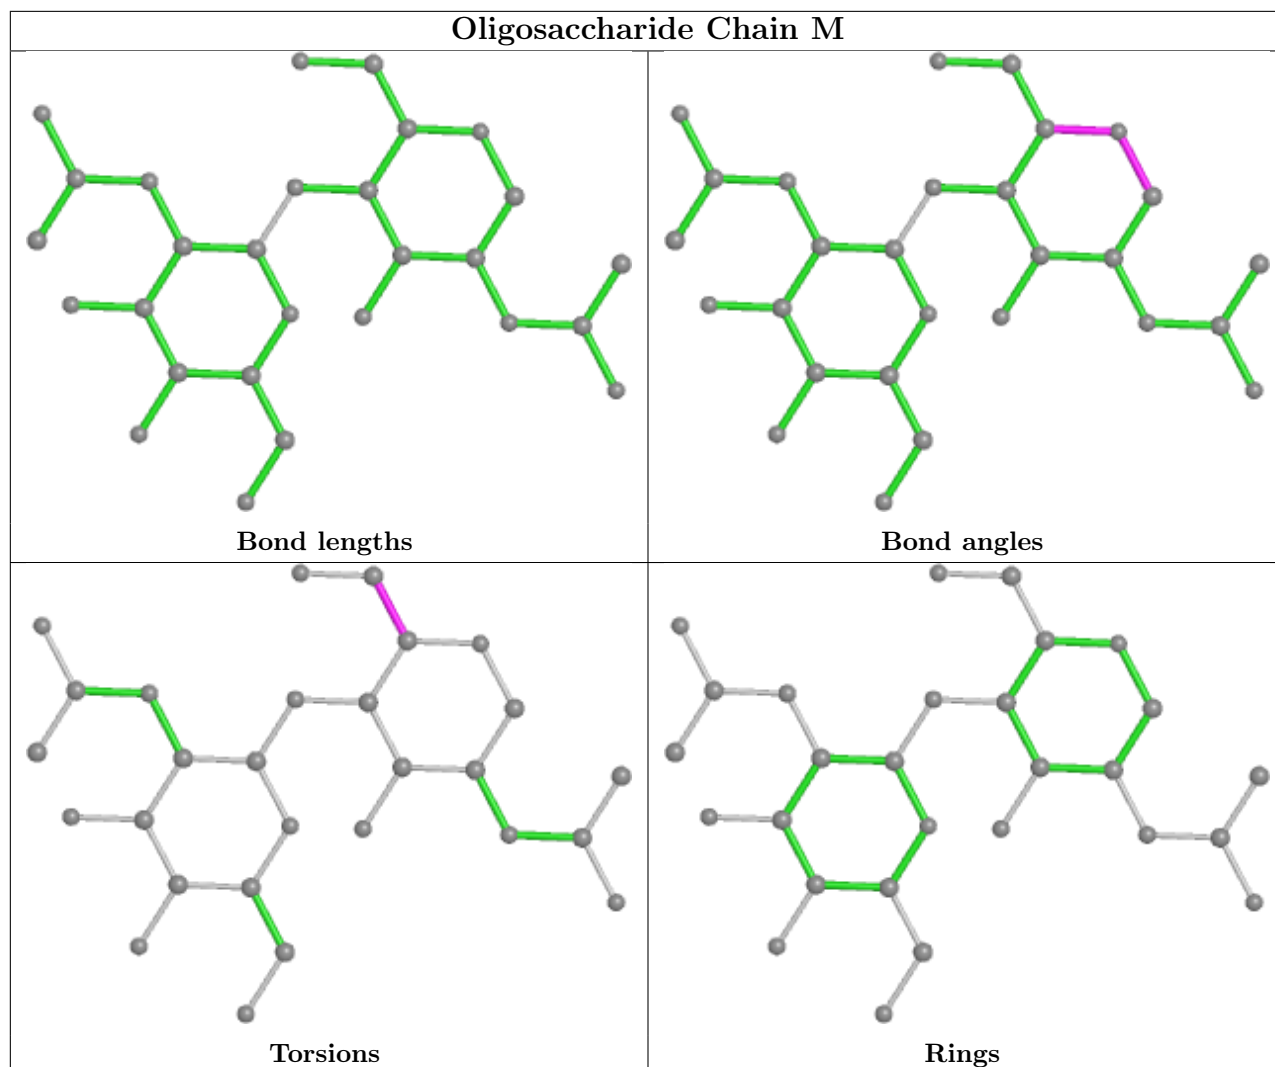 Oligosaccharide Chain M
Bond lengths
Bond angles
Torsions
Rings